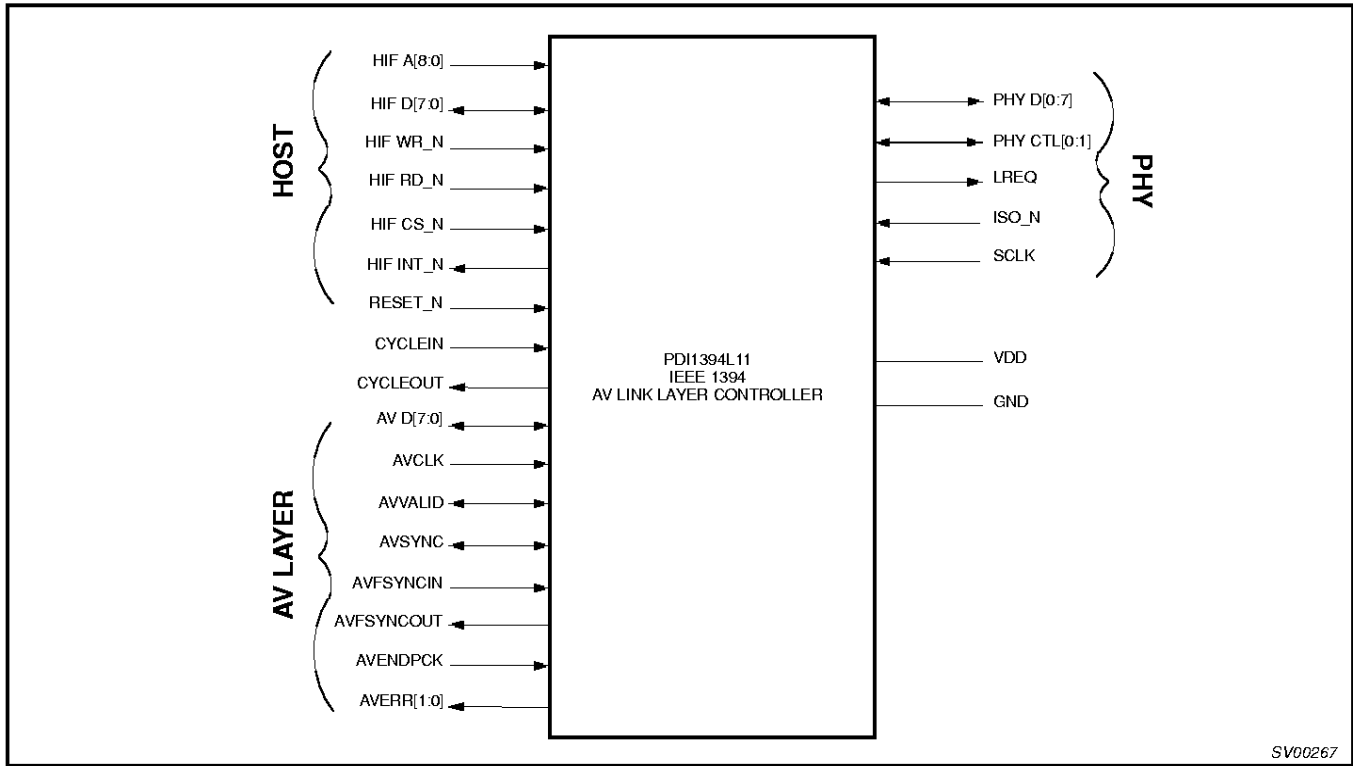 HOST
HIF A[8:0]
HIF D[7:0]
HIF WR_N
HIF RD_N
HIF CS_N
HIF INT_N
RESET_N
CYCLEIN
CYCLEOUT
AV LAYER
AV D[7:0]
AVCLK
AVVALID
AVSYNC
AVFSYNCIN
AVFSYNCOUT
AVENDPCK
AVERR[1:0]
PDI1394L11
IEEE 1394
AV LINK LAYER CONTROLLER
PHY D[0:7]
PHY CTL[0:1]
LREQ
ISO_N
SCLK
PHY
VDD
GND
SV00267